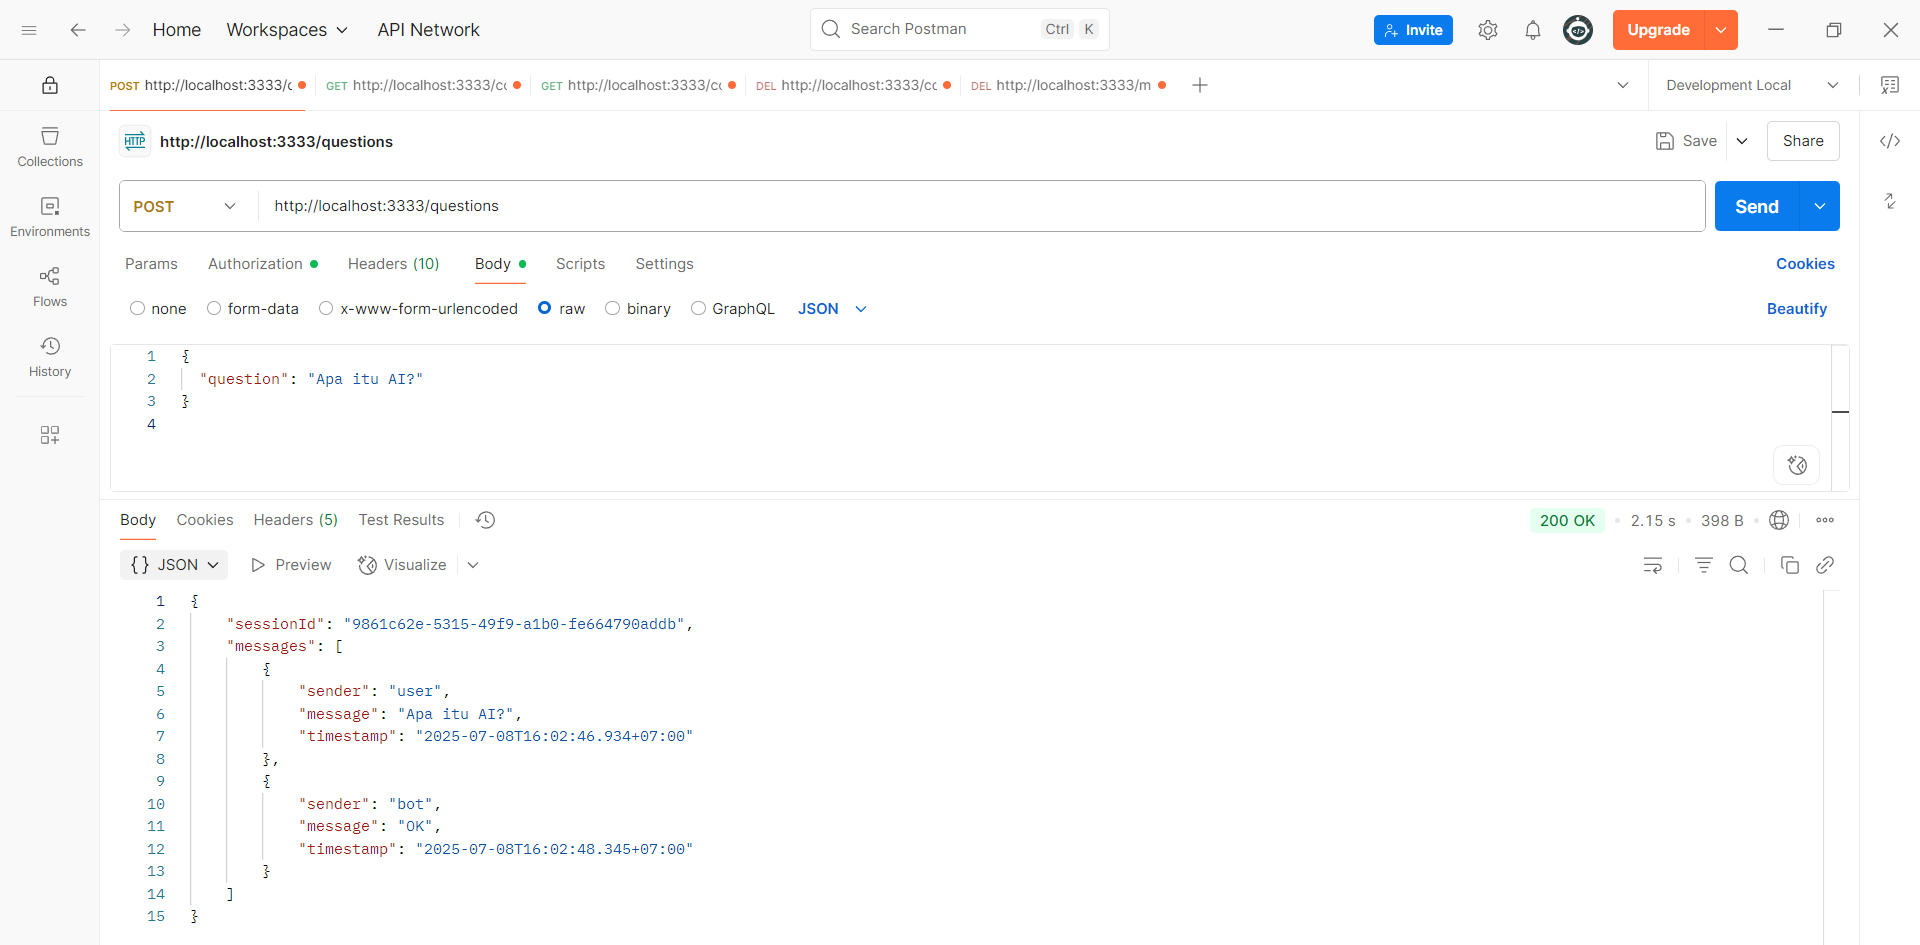 Home Workspaces API Network Search Postman Ctrl K Invite Upgrade
POST http://localhost:3333/c GET http://localhost:3333/cc GET http://localhost:3333/cc DEL http://localhost:3333/cc DEL http://localhost:3333/m Development Local
HTTP http://localhost:3333/questions Save Share
Collections
Environments
Flows
History
POST http://localhost:3333/questions Send
Params Authorization Headers (10) Body Scripts Settings Cookies
none form-data x-www-form-urlencoded raw binary GraphQL JSON Beautify
1 {
2 "question": "Apa itu AI?"
3 }
4
Body Cookies Headers (5) Test Results 200 OK 2.15 s 398 B
{} JSON Preview Visualize
1 {
2 "sessionId": "9861c62e-5315-49f9-a1b0-fe664790addb",
3 "messages": [
4 {
5 "sender": "user",
6 "message": "Apa itu AI?",
7 "timestamp": "2025-07-08T16:02:46.934+07:00"
8 },
9 {
10 "sender": "bot",
11 "message": "OK",
12 "timestamp": "2025-07-08T16:02:48.345+07:00"
13 }
14 ]
15 }